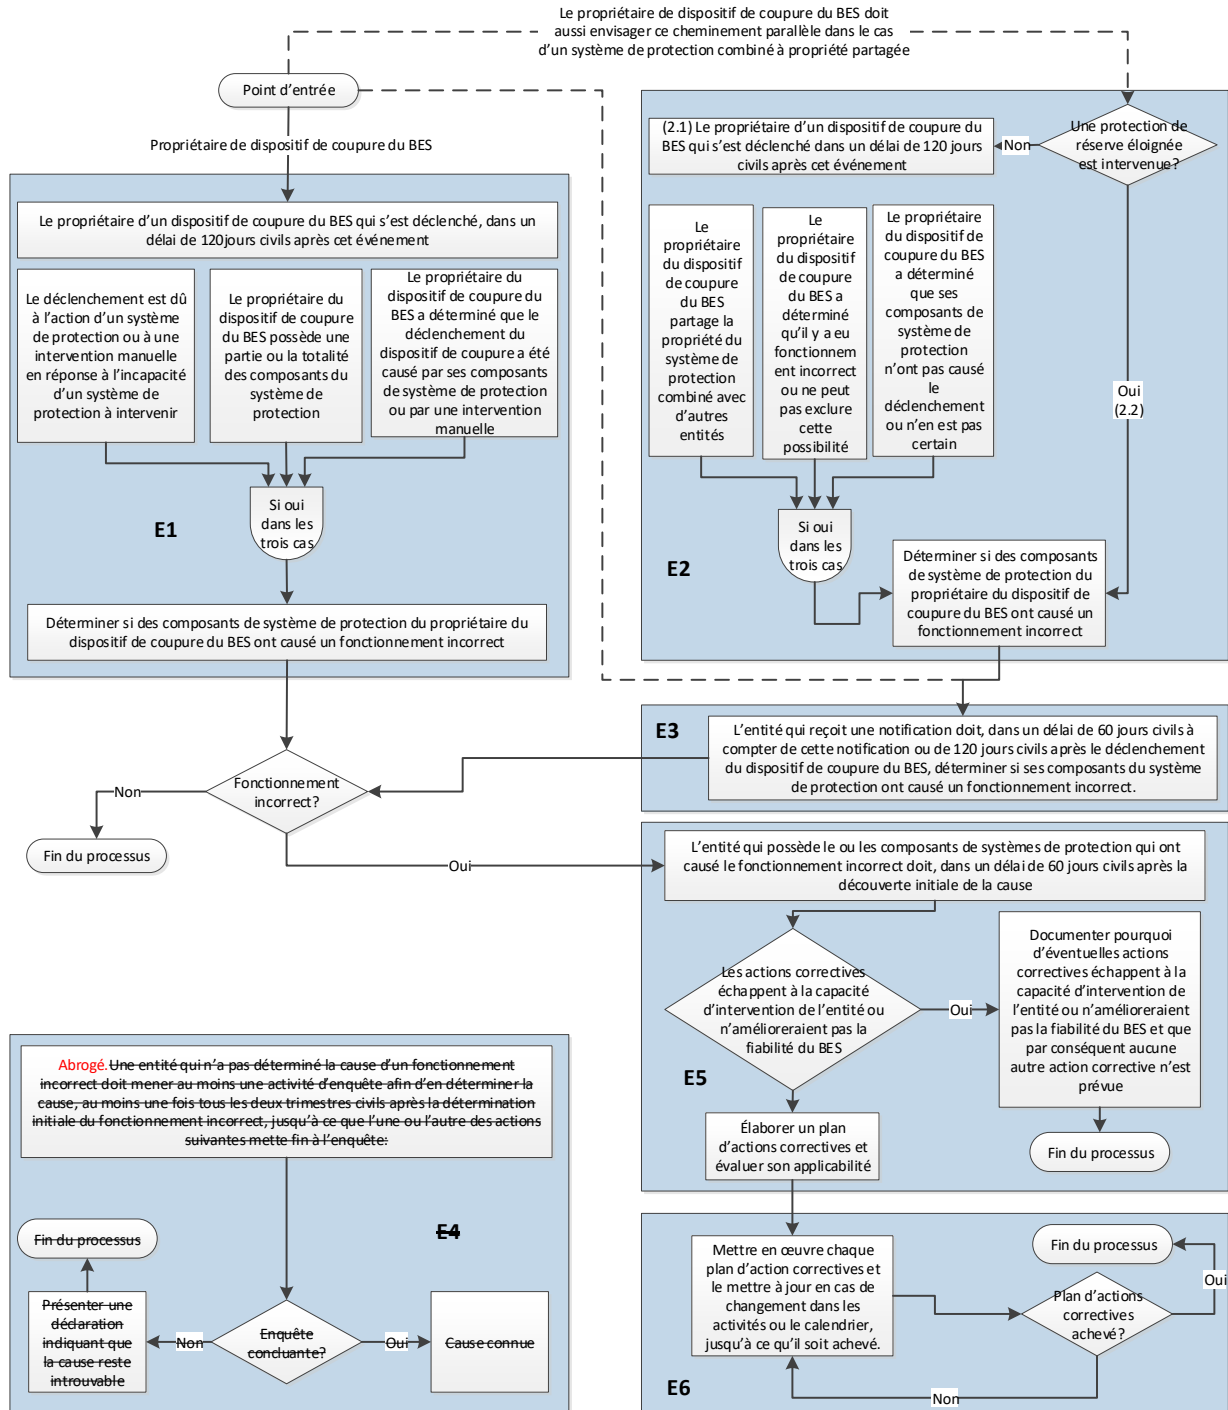 Le propriétaire de dispositif de coupure du BES doit
aussi envisager ce cheminement parallèle dans le cas
d'un système de protection combiné à propriété partagée
Point d'entrée
Propriétaire de dispositif de coupure du BES
Le propriétaire d'un dispositif de coupure du BES qui s'est déclenché, dans un
délai de 120 jours civils après cet événement
Le déclenchement est dû
à l'action d'un système
de protection ou à une
intervention manuelle
en réponse à l'incapacité
d'un système de
protection à intervenir
Le propriétaire du
dispositif de coupure
du BES possède une
partie ou la totalité
des composants du
système de
protection
Le propriétaire du
dispositif de coupure du
BES a déterminé que le
déclenchement du
dispositif de coupure a été
causé par ses composants
de système de protection
ou par une intervention
manuelle
Si oui
dans les
trois cas
E1
Déterminer si des composants de système de protection du propriétaire du
dispositif de coupure du BES ont causé un fonctionnement incorrect
(2.1) Le propriétaire d'un dispositif de coupure du
BES qui s'est déclenché dans un délai de 120 jours
civils après cet événement
Non
Une protection de
réserve éloignée
est intervenue?
Le
propriétaire
du dispositif
de coupure
du BES
partage la
propriété du
système de
protection
combiné avec
d'autres
entités
Le
propriétaire
du dispositif
de coupure
du BES a
déterminé
qu'il y a eu
fonctionnem
ent incorrect
ou ne peut
pas exclure
cette
possibilité
Le propriétaire
du dispositif de
coupure du BES
a déterminé
que ses
composants de
système de
protection
n'ont pas causé
le
déclenchement
ou n'en est pas
certain
Oui
(2.2)
Si oui
dans les
trois cas
E2
Déterminer si des composants
de système de protection du
propriétaire du dispositif de
coupure du BES ont causé un
fonctionnement incorrect
E3
L'entité qui reçoit une notification doit, dans un délai de 60 jours civils à
compter de cette notification ou de 120 jours civils après le déclenchement
du dispositif de coupure du BES, déterminer si ses composants du système
de protection ont causé un fonctionnement incorrect.
Fonctionnement
incorrect?
Non
Fin du processus
Oui
L'entité qui possède le ou les composants de systèmes de protection qui ont
causé le fonctionnement incorrect doit, dans un délai de 60 jours civils après la
découverte initiale de la cause
Les actions correctives
échappent à la capacité
d'intervention de l'entité ou
n'amélioreraient pas la
fiabilité du BES
Oui
Documenter pourquoi
d'éventuelles actions
correctives échappent à la
capacité d'intervention de
l'entité ou n'amélioreraient
pas la fiabilité du BES et que
par conséquent aucune
autre action corrective n'est
prévue
E5
Élaborer un plan
d'actions correctives et
évaluer son applicabilité
Fin du processus
Abrogé. Une entité qui n'a pas déterminé la cause d'un fonctionnement
incorrect doit mener au moins une activité d'enquête afin d'en déterminer la
cause, au moins une fois tous les deux trimestres civils après la détermination
initiale du fonctionnement incorrect, jusqu'à ce que l'une ou l'autre des actions
suivantes mette fin à l'enquête:
E4
Fin du processus
Présenter une
déclaration
indiquant que
la cause reste
introuvable
Non
Enquête
concluante?
Oui
Cause connue
Mettre en œuvre chaque
plan d'action correctives et
le mettre à jour en cas de
changement dans les
activités ou le calendrier,
jusqu'à ce qu'il soit achevé.
Fin du processus
Oui
Plan d'actions
correctives
achevé?
Non
E6